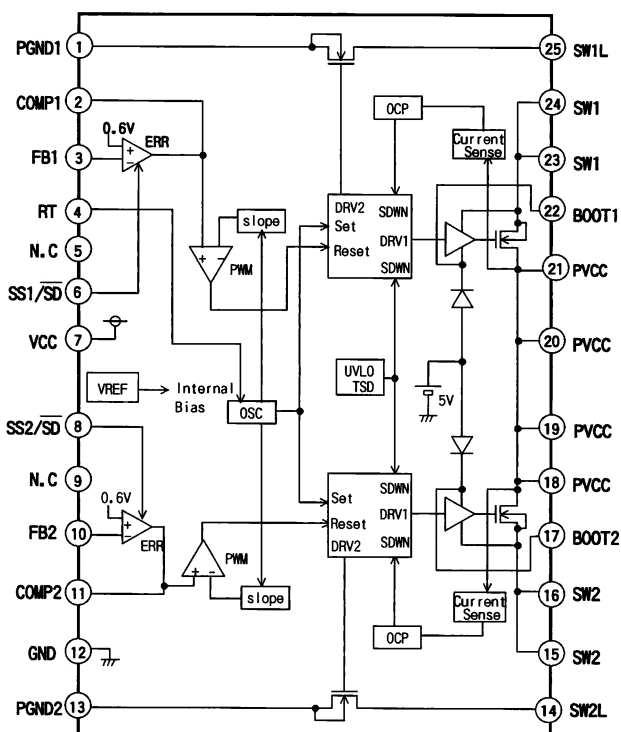 PGND1 1
25 SW1L
COMP1 2
OCP
24 SW1
0.6V
ERR
Current
Sense
FB1 3
23 SW1
DRV2 SDWN
RT 4
slope
Set
22 BOOT1
DRV1
N.C 5
Reset
PWM
SDWN
21 PVCC
SS1/SD 6
VCC 7
20 PVCC
UVLO
TSD
VREF
Internal
Bias
5V
OSC
SS2/SD 8
19 PVCC
N.C 9
18 PVCC
SDWN
0.6V
Set
DRV1
Reset
FB2 10
17 BOOT2
ERR
PWM
DRV2 SDWN
COMP2 11
slope
Current
Sense
16 SW2
OCP
GND 12
15 SW2
PGND2 13
14 SW2L